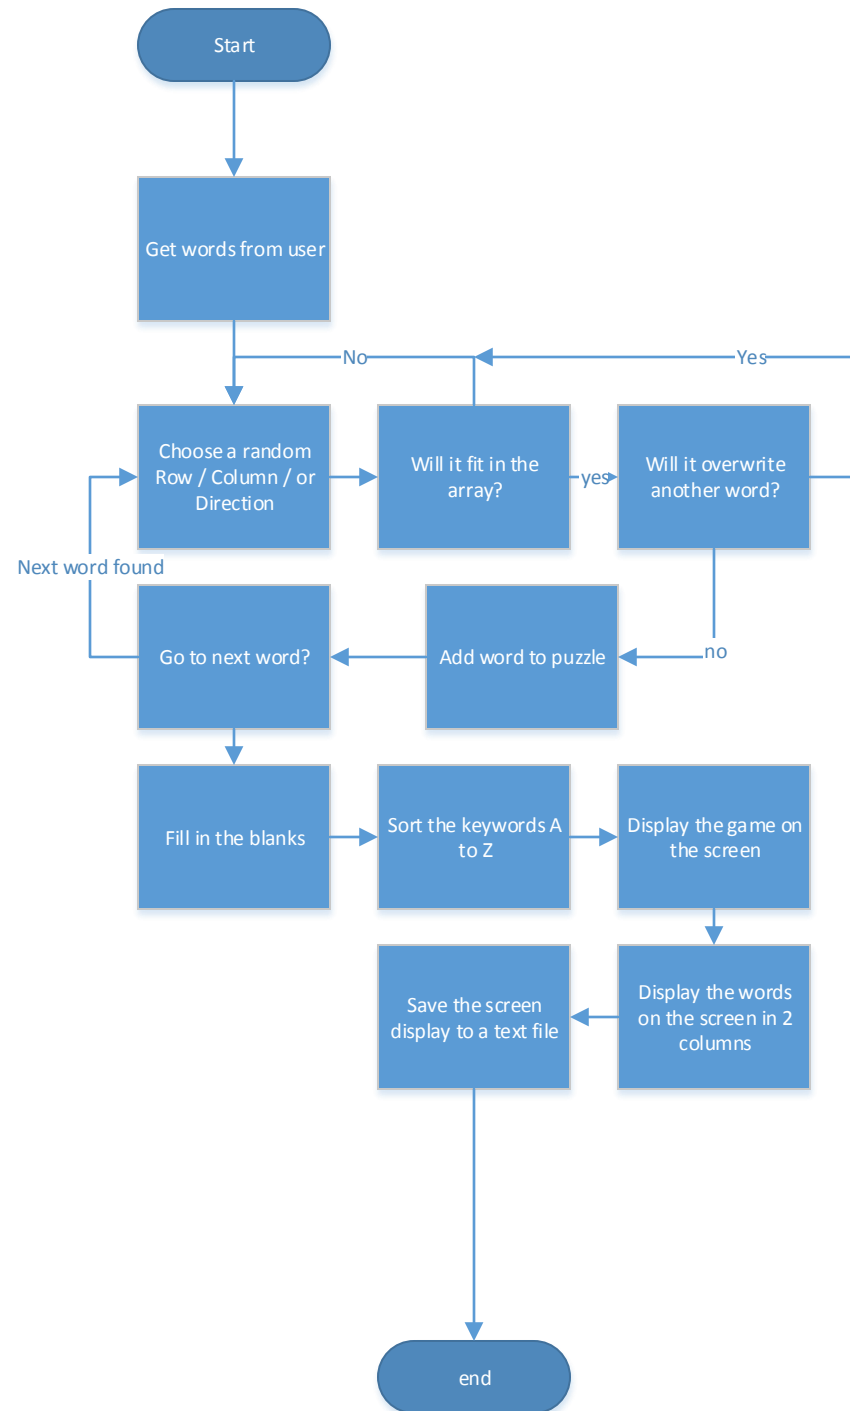 Start
Get words from user
No
Yes
Choose a random
Row / Column / or
Direction
Will it fit in the
array?
yes
Will it overwrite
another word?
Next word found
Go to next word?
Add word to puzzle
no
Fill in the blanks
Sort the keywords A
to Z
Display the game on
the screen
Save the screen
display to a text file
Display the words
on the screen in 2
columns
end